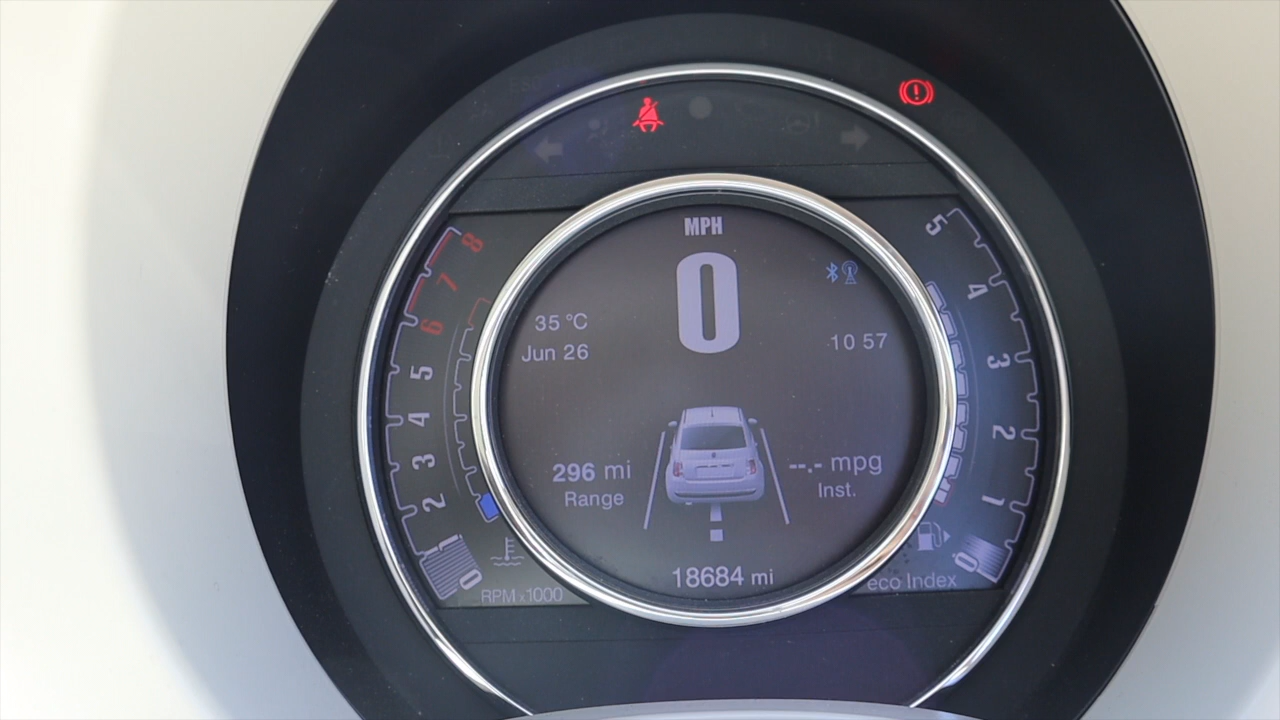 MPH
0
35 °C
Jun 26
10 57
296 mi
Range
--.- mpg
Inst.
18684 mi
8
7
6
5
4
3
2
1
0
RPM x1000
5
4
3
2
1
0
eco Index